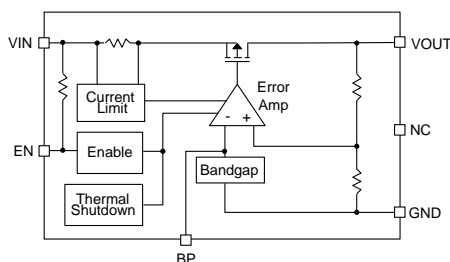 VIN
VOUT
Error
Amp
Current
Limit
- +
NC
EN
Enable
Bandgap
Thermal
Shutdown
GND
BP